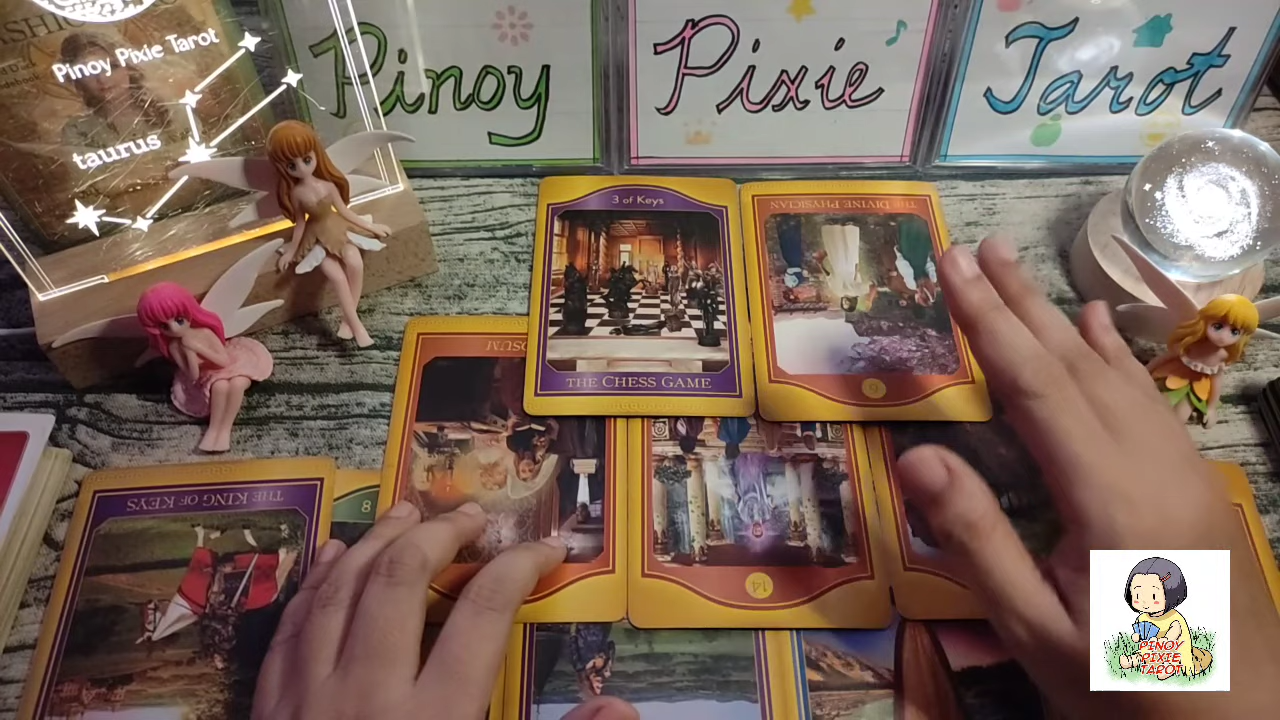 Pinoy Pixie Tarot
taurus
Pinoy
Pixie
Tarot
3 of Keys
THE CHESS GAME
THE DIVINE PHYSICIAN
6
THE KING OF KEYS
8
14
PINOY
PIXIE
TAROT